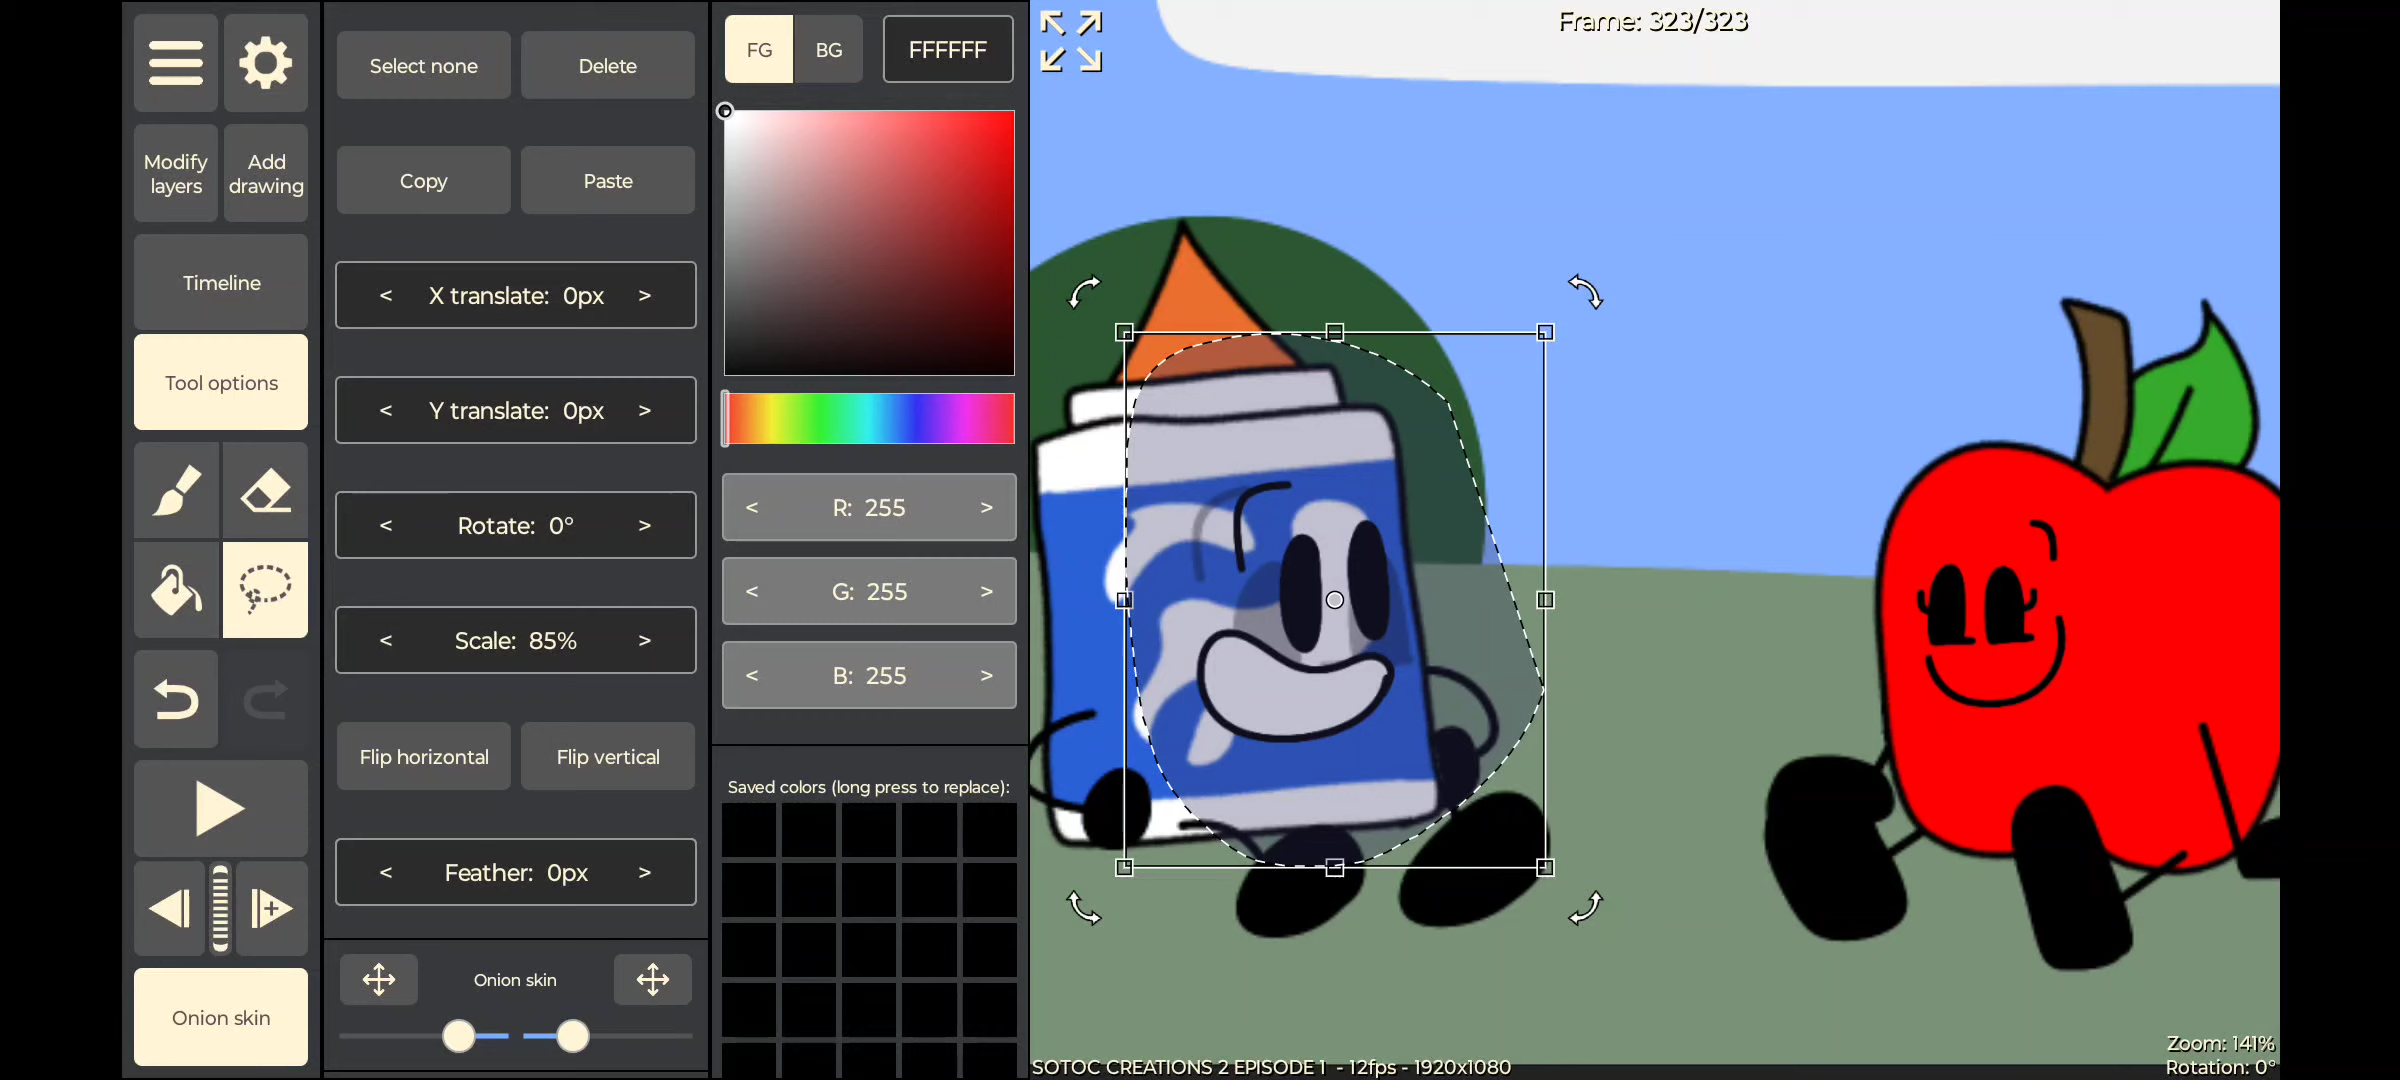 Frame: 323/323
Select none
Delete
FG
BG
FFFFFF
Modify layers
Add drawing
Copy
Paste
Timeline
< X translate: 0px >
Tool options
< Y translate: 0px >
< R: 255 >
< Rotate: 0° >
< G: 255 >
< Scale: 85% >
< B: 255 >
Flip horizontal
Flip vertical
Saved colors (long press to replace):
< Feather: 0px >
Onion skin
Onion skin
Zoom: 141%
SOTOC CREATIONS 2 EPISODE 1 - 12fps - 1920x1080
Rotation: 0°